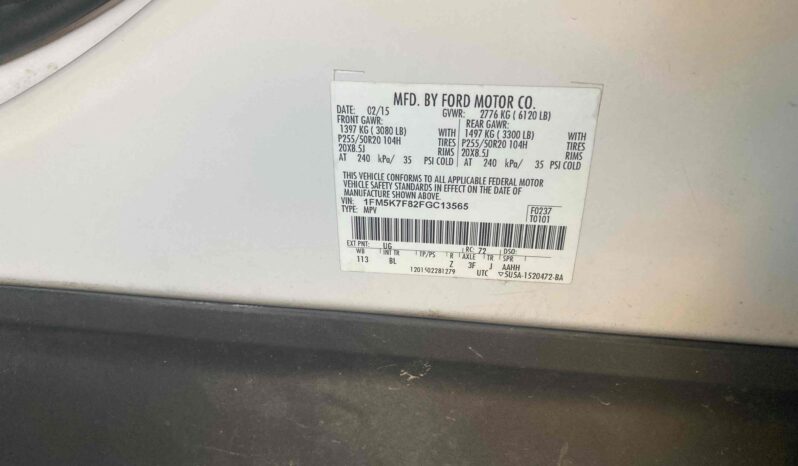 MFD. BY FORD MOTOR CO.
DATE: 02/15 GVWR: 2776 KG ( 6120 LB)
FRONT GAWR: REAR GAWR:
1397 KG ( 3080 LB) WITH 1497 KG ( 3300 LB) WITH
P255/50R20 104H TIRES P255/50R20 104H TIRES
20X8.5J RIMS 20X8.5J RIMS
AT 240 kPa/ 35 PSI COLD AT 240 kPa/ 35 PSI COLD
THIS VEHICLE CONFORMS TO ALL APPLICABLE FEDERAL MOTOR
VEHICLE SAFETY STANDARDS IN EFFECT ON THE DATE OF
MANUFACTURE SHOWN ABOVE.
VIN: 1FM5K7F82FGC13565 F0237
TYPE: MPV T0101
EXT PNT: UG RC: 72 DSO:
WB INT TR TP/PS R AXLE TR SPR
113 BL Z 3F J AAHH
1201502281279 UTC ▽SU5A-1520472-BA